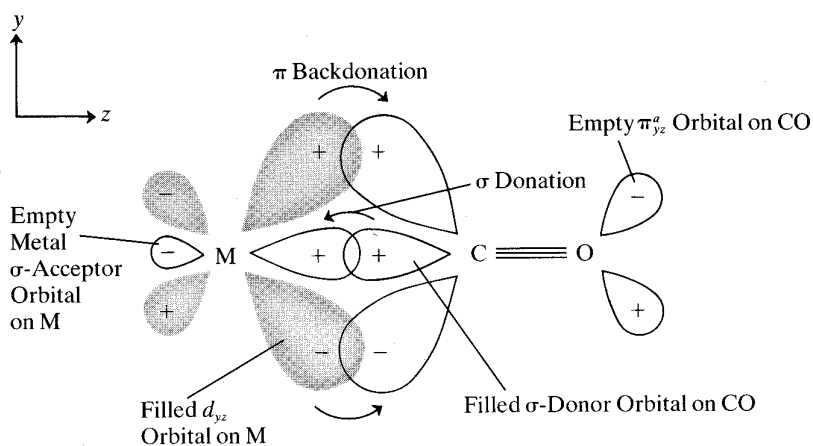 y
z
π Backdonation
Empty π^a_yz Orbital on CO
+ +
−
−
σ Donation
Empty
Metal
σ-Acceptor
Orbital
on M
− M + + C O
+
+
− −
Filled d_yz
Orbital on M
Filled σ-Donor Orbital on CO